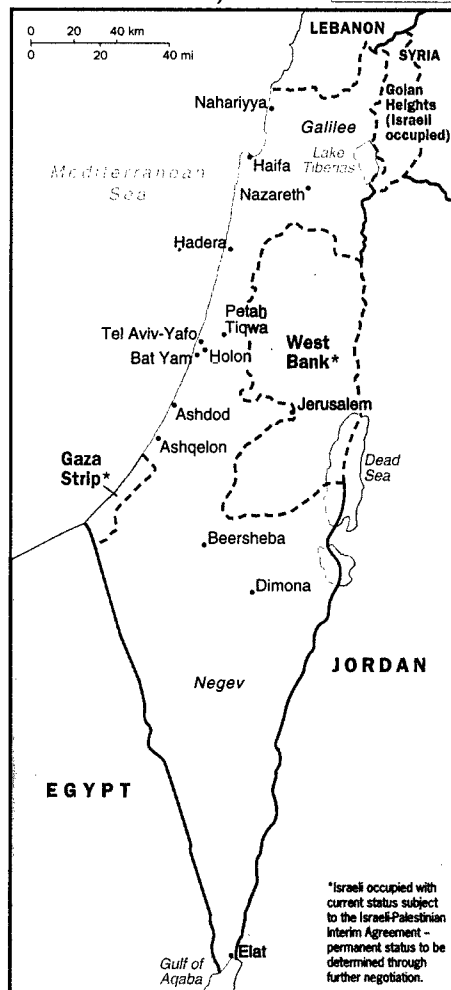 0 20 40 km
0 20 40 mi
LEBANON
SYRIA
Golan
Heights
(Israeli
occupied)
Nahariyya
Galilee
Haifa
Lake
Tiberias
Mediterranean
Sea
Nazareth
Hadera
Petah
Tiqwa
Tel Aviv-Yafo
Bat Yam
Holon
West
Bank*
Ashdod
Jerusalem
Ashqelon
Gaza
Strip*
Dead
Sea
Beersheba
Dimona
Negev
JORDAN
EGYPT
*Israeli occupied with
current status subject
to the Israeli-Palestinian
Interim Agreement –
permanent status to be
determined through
further negotiation.
Elat
Gulf of
Aqaba